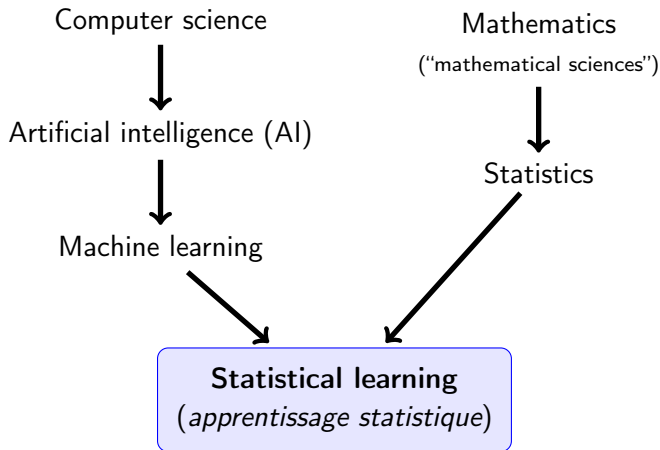 Computer science
Mathematics
(“mathematical sciences”)
Artificial intelligence (AI)
Statistics
Machine learning
Statistical learning
(apprentissage statistique)